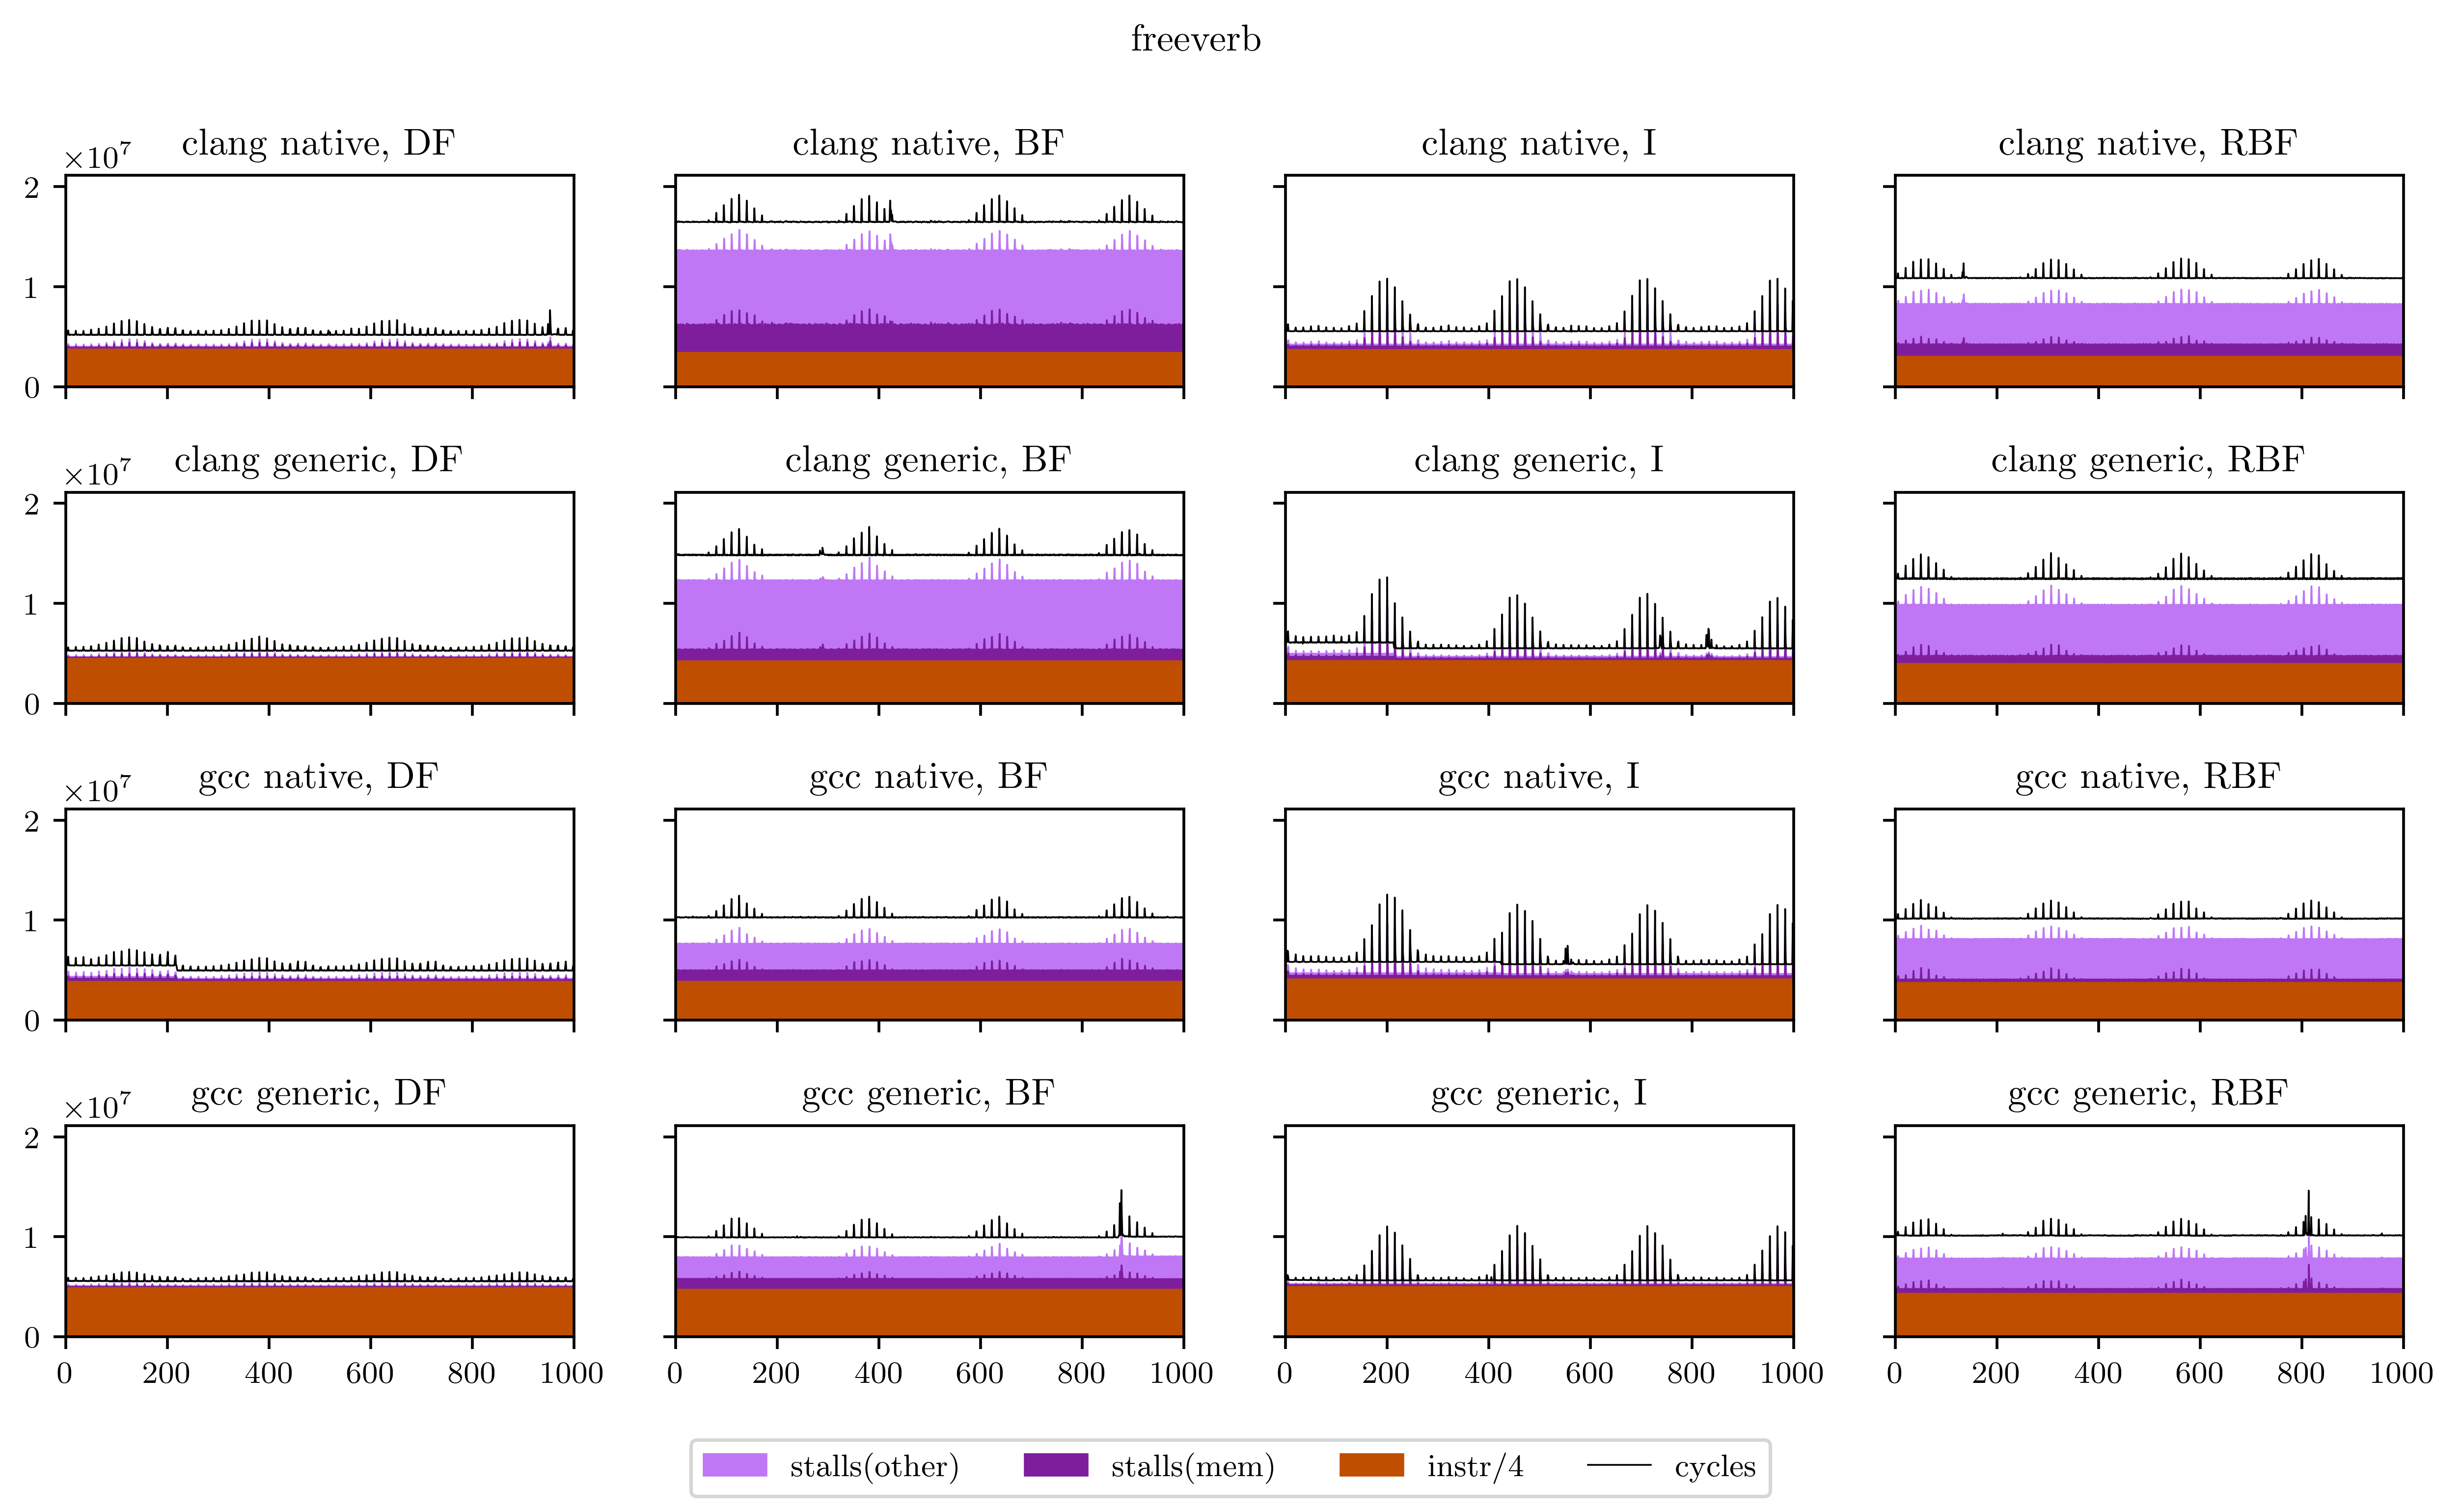 freeverb
clang native, DF
clang native, BF
clang native, I
clang native, RBF
×10⁷
2
1
0
clang generic, DF
clang generic, BF
clang generic, I
clang generic, RBF
×10⁷
2
1
0
gcc native, DF
gcc native, BF
gcc native, I
gcc native, RBF
×10⁷
2
1
0
gcc generic, DF
gcc generic, BF
gcc generic, I
gcc generic, RBF
×10⁷
2
1
0
0 200 400 600 800 1000
0 200 400 600 800 1000
0 200 400 600 800 1000
0 200 400 600 800 1000
stalls(other) stalls(mem) instr/4 cycles